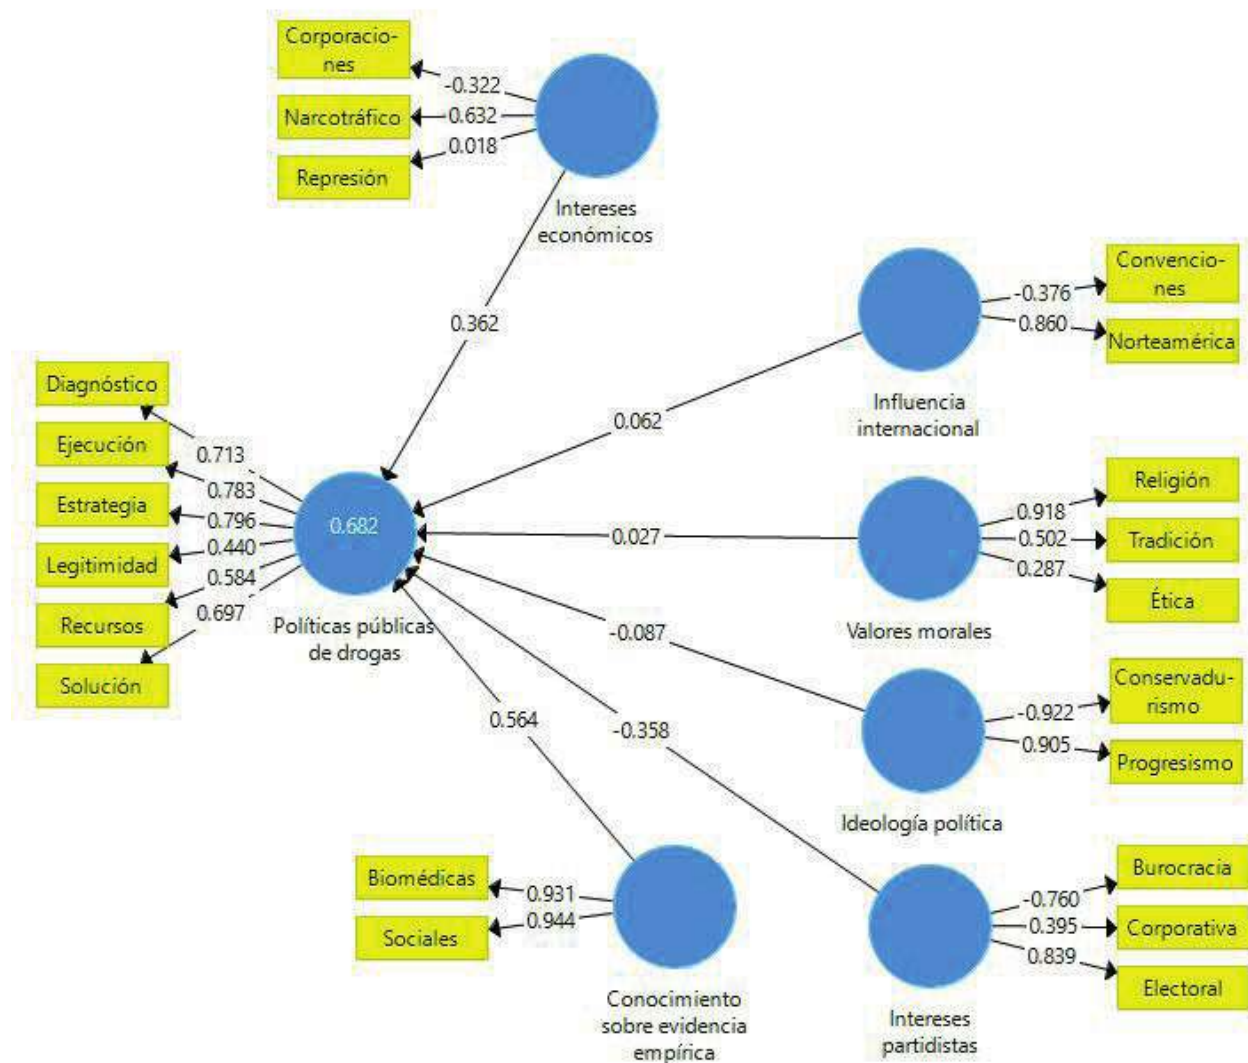 Corporacio-
nes
Narcotráfico
Represión
-0.322
0.632
0.018
Intereses
económicos
0.362
Convencio-
nes
Norteamérica
-0.376
0.860
Influencia
internacional
0.062
Diagnóstico
Ejecución
Estrategia
Legitimidad
Recursos
Solución
0.713
0.783
0.796
0.440
0.584
0.697
0.682
Políticas públicas
de drogas
0.027
Religión
Tradición
Ética
0.918
0.502
0.287
Valores morales
-0.087
Conservadu-
rismo
Progresismo
-0.922
0.905
Ideología política
-0.358
0.564
Biomédicas
Sociales
0.931
0.944
Conocimiento
sobre evidencia
empírica
Burocracia
Corporativa
Electoral
-0.760
0.395
0.839
Intereses
partidistas